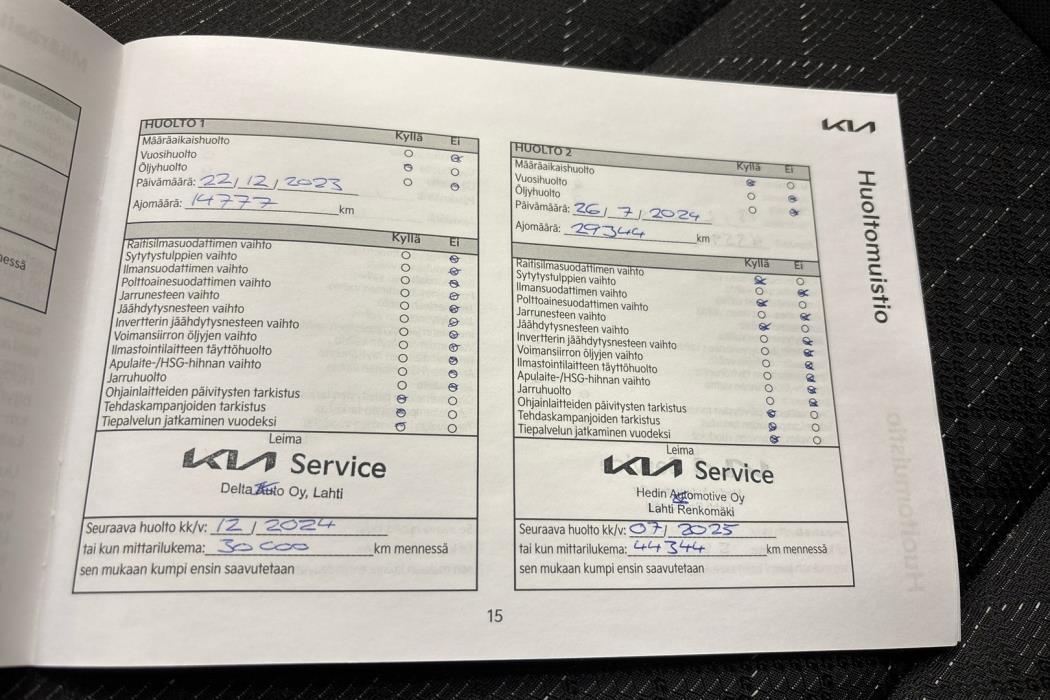 KIA
Huoltomuistio
HUOLTO 1
Kyllä Ei
Määräaikaishuolto
Vuosihuolto
Öljyhuolto
Päivämäärä: 22/12/2023
Ajomäärä: 14777 km
Kyllä Ei
Raitisilmasuodattimen vaihto
Sytytystulppien vaihto
Ilmansuodattimen vaihto
Polttoainesuodattimen vaihto
Jarrunesteen vaihto
Jäähdytysnesteen vaihto
Invertterin jäähdytysnesteen vaihto
Voimansiirron öljyjen vaihto
Ilmastointilaitteen täyttöhuolto
Apulaite-/HSG-hihnan vaihto
Jarruhuolto
Ohjainlaitteiden päivitysten tarkistus
Tehdaskampanjoiden tarkistus
Tiepalvelun jatkaminen vuodeksi
Leima
KIA Service
Delta Auto Oy, Lahti
Seuraava huolto kk/v: 12/2024
tai kun mittarilukema: 30 000 km mennessä
sen mukaan kumpi ensin saavutetaan
HUOLTO 2
Kyllä Ei
Määräaikaishuolto
Vuosihuolto
Öljyhuolto
Päivämäärä: 26/7/2024
Ajomäärä: 29344 km
Kyllä Ei
Raitisilmasuodattimen vaihto
Sytytystulppien vaihto
Ilmansuodattimen vaihto
Polttoainesuodattimen vaihto
Jarrunesteen vaihto
Jäähdytysnesteen vaihto
Invertterin jäähdytysnesteen vaihto
Voimansiirron öljyjen vaihto
Ilmastointilaitteen täyttöhuolto
Apulaite-/HSG-hihnan vaihto
Jarruhuolto
Ohjainlaitteiden päivitysten tarkistus
Tehdaskampanjoiden tarkistus
Tiepalvelun jatkaminen vuodeksi
Leima
KIA Service
Hedin Automotive Oy
Lahti Renkomäki
Seuraava huolto kk/v: 07/2025
tai kun mittarilukema: 44344 km mennessä
sen mukaan kumpi ensin saavutetaan
15